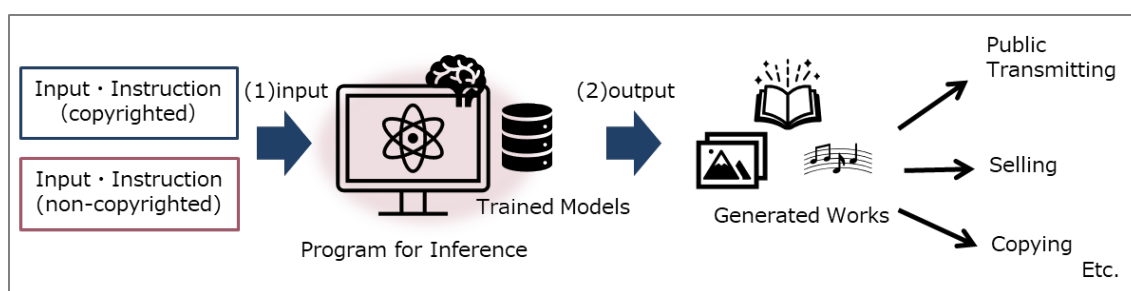 Input・Instruction
(copyrighted)
Input・Instruction
(non-copyrighted)
(1)input
Trained Models
Program for Inference
(2)output
Generated Works
Public
Transmitting
Selling
Copying
Etc.